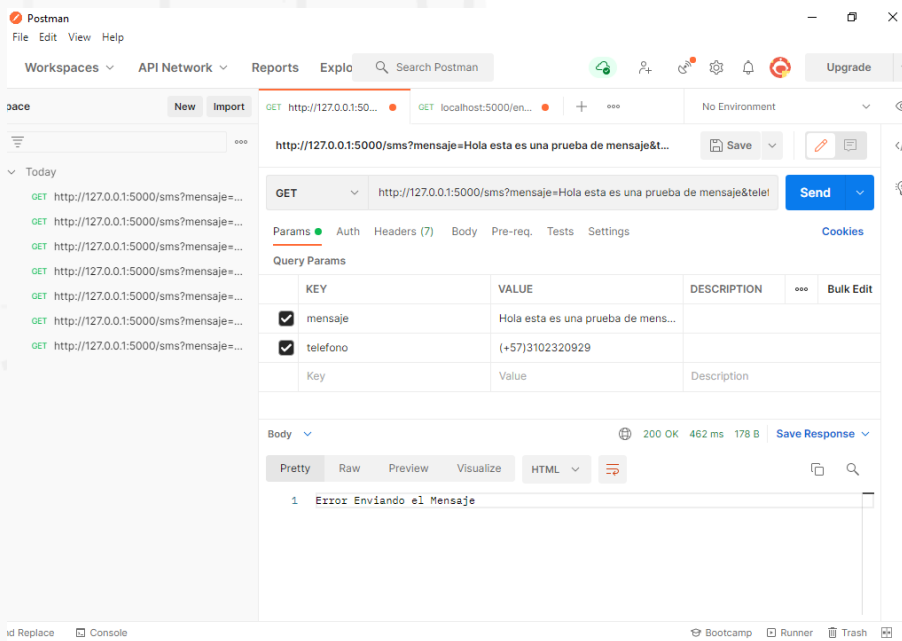 Postman
File Edit View Help
Workspaces API Network Reports Explo Search Postman Upgrade
pace New Import
GET http://127.0.0.1:50... GET localhost:5000/en... No Environment
http://127.0.0.1:5000/sms?mensaje=Hola esta es una prueba de mensaje&t... Save
Today
GET http://127.0.0.1:5000/sms?mensaje=...
GET http://127.0.0.1:5000/sms?mensaje=...
GET http://127.0.0.1:5000/sms?mensaje=...
GET http://127.0.0.1:5000/sms?mensaje=...
GET http://127.0.0.1:5000/sms?mensaje=...
GET http://127.0.0.1:5000/sms?mensaje=...
GET http://127.0.0.1:5000/sms?mensaje=...
GET http://127.0.0.1:5000/sms?mensaje=Hola esta es una prueba de mensaje&telef Send
Params Auth Headers (7) Body Pre-req. Tests Settings Cookies
Query Params
KEY VALUE DESCRIPTION Bulk Edit
mensaje Hola esta es una prueba de mens...
telefono (+57)3102320929
Key Value Description
Body 200 OK 462 ms 178 B Save Response
Pretty Raw Preview Visualize HTML
1 Error Enviando el Mensaje
nd Replace Console Bootcamp Runner Trash